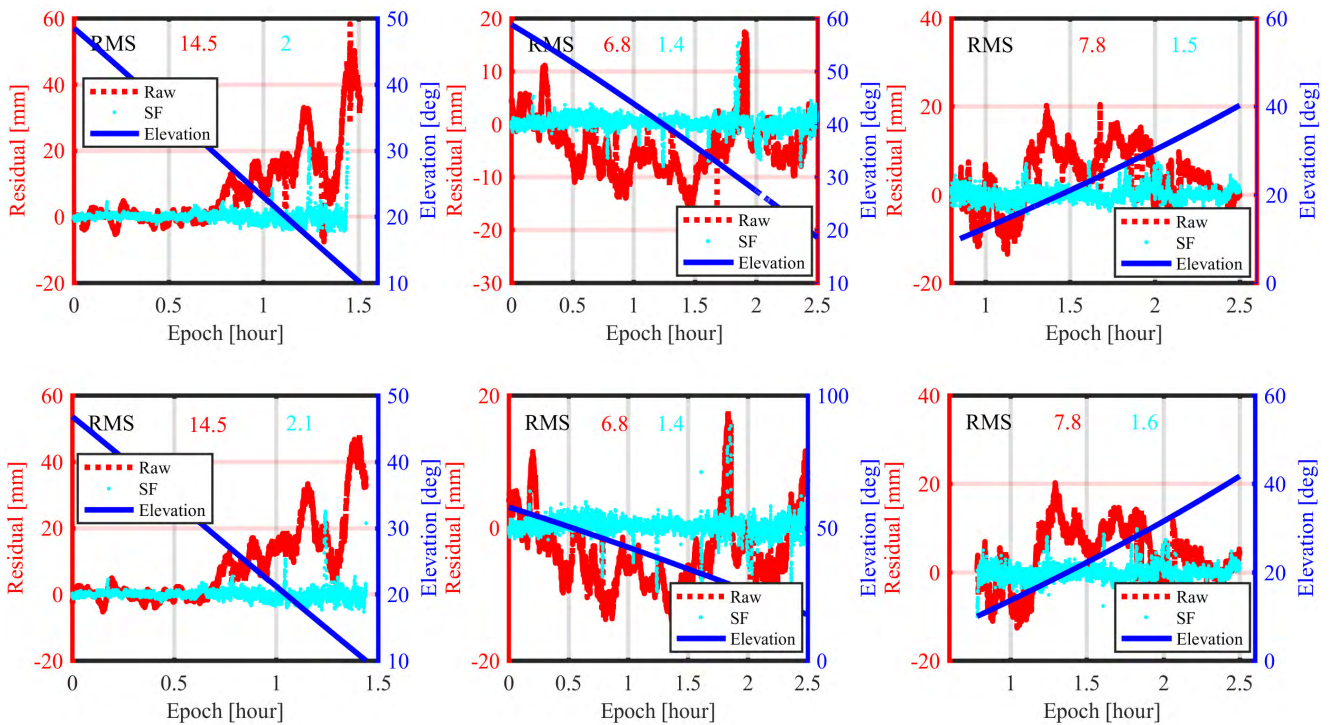 RMS 14.5 2
Raw
SF
Elevation
60
40
20
0
-20
Residual [mm]
50
40
30
20
10
Elevation [deg]
0 0.5 1 1.5
Epoch [hour]
RMS 6.8 1.4
Raw
SF
Elevation
20
10
0
-10
-20
-30
Residual [mm]
60
50
40
30
20
10
Elevation [deg]
0 0.5 1 1.5 2 2.5
Epoch [hour]
RMS 7.8 1.5
Raw
SF
Elevation
40
20
0
-20
Residual [mm]
60
40
20
0
Elevation [deg]
1 1.5 2 2.5
Epoch [hour]
RMS 14.5 2.1
Raw
SF
Elevation
60
40
20
0
-20
Residual [mm]
50
40
30
20
10
Elevation [deg]
0 0.5 1 1.5
Epoch [hour]
RMS 6.8 1.4
Raw
SF
Elevation
20
0
-20
Residual [mm]
100
50
0
Elevation [deg]
0 0.5 1 1.5 2 2.5
Epoch [hour]
RMS 7.8 1.6
Raw
SF
Elevation
40
20
0
-20
Residual [mm]
60
40
20
0
Elevation [deg]
1 1.5 2 2.5
Epoch [hour]